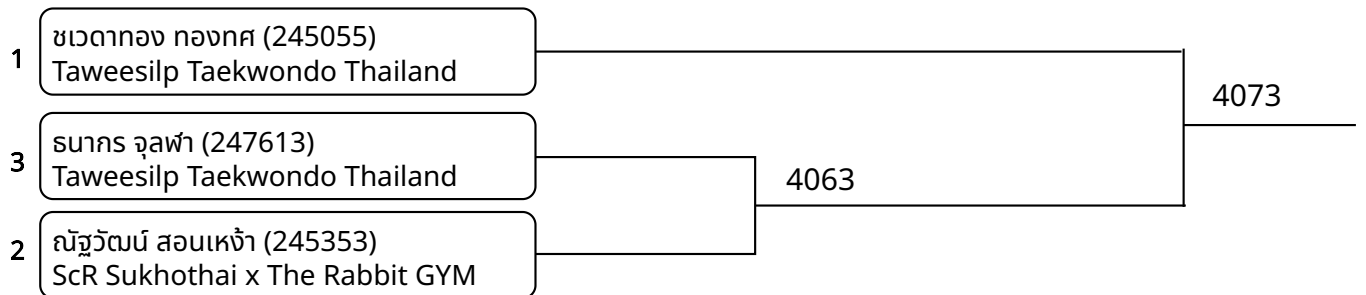 1
ชเวดาทอง ทองทศ (245055)
Taweesilp Taekwondo Thailand
4073
3
ธนากร จุลฬา (247613)
Taweesilp Taekwondo Thailand
4063
2
ณัฐวัฒน์ สอนเหง้า (245353)
ScR Sukhothai x The Rabbit GYM